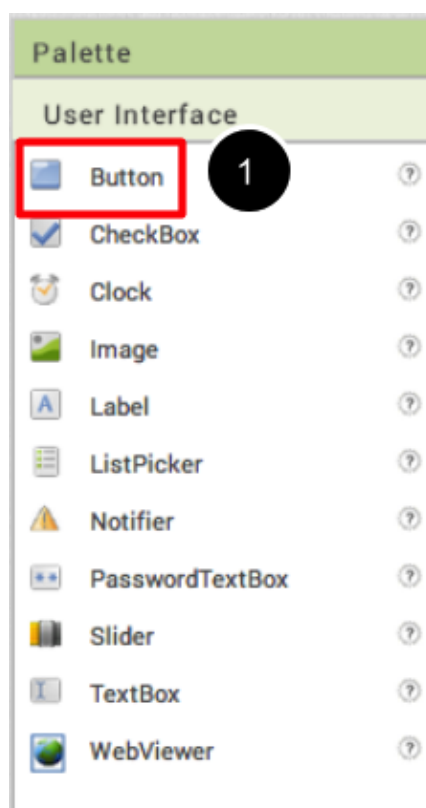 Palette
User Interface
Button
1
CheckBox
Clock
Image
A Label
ListPicker
Notifier
PasswordTextBox
Slider
TextBox
WebViewer